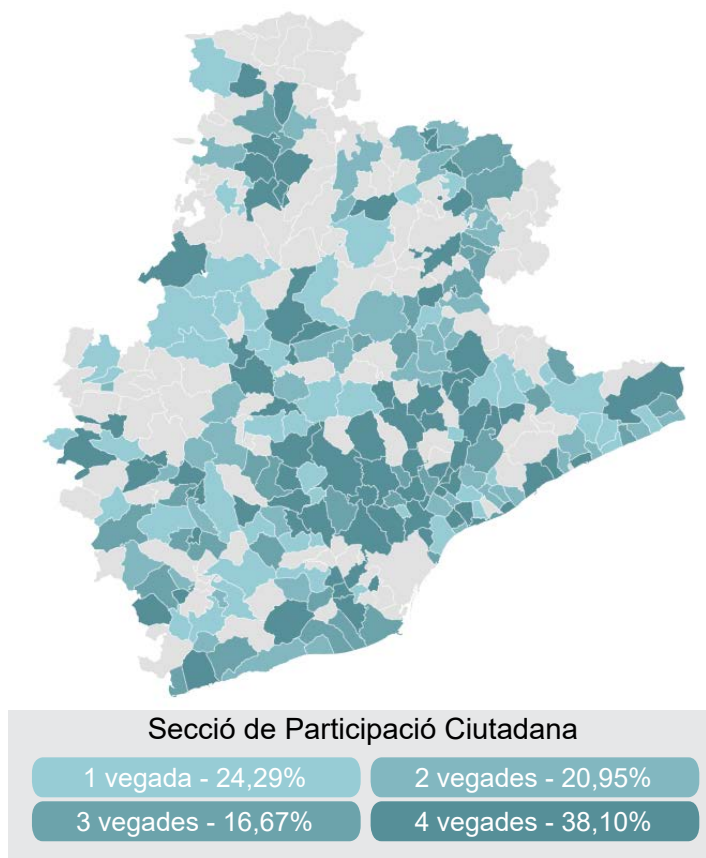 Secció de Participació Ciutadana
1 vegada - 24,29%
2 vegades - 20,95%
3 vegades - 16,67%
4 vegades - 38,10%